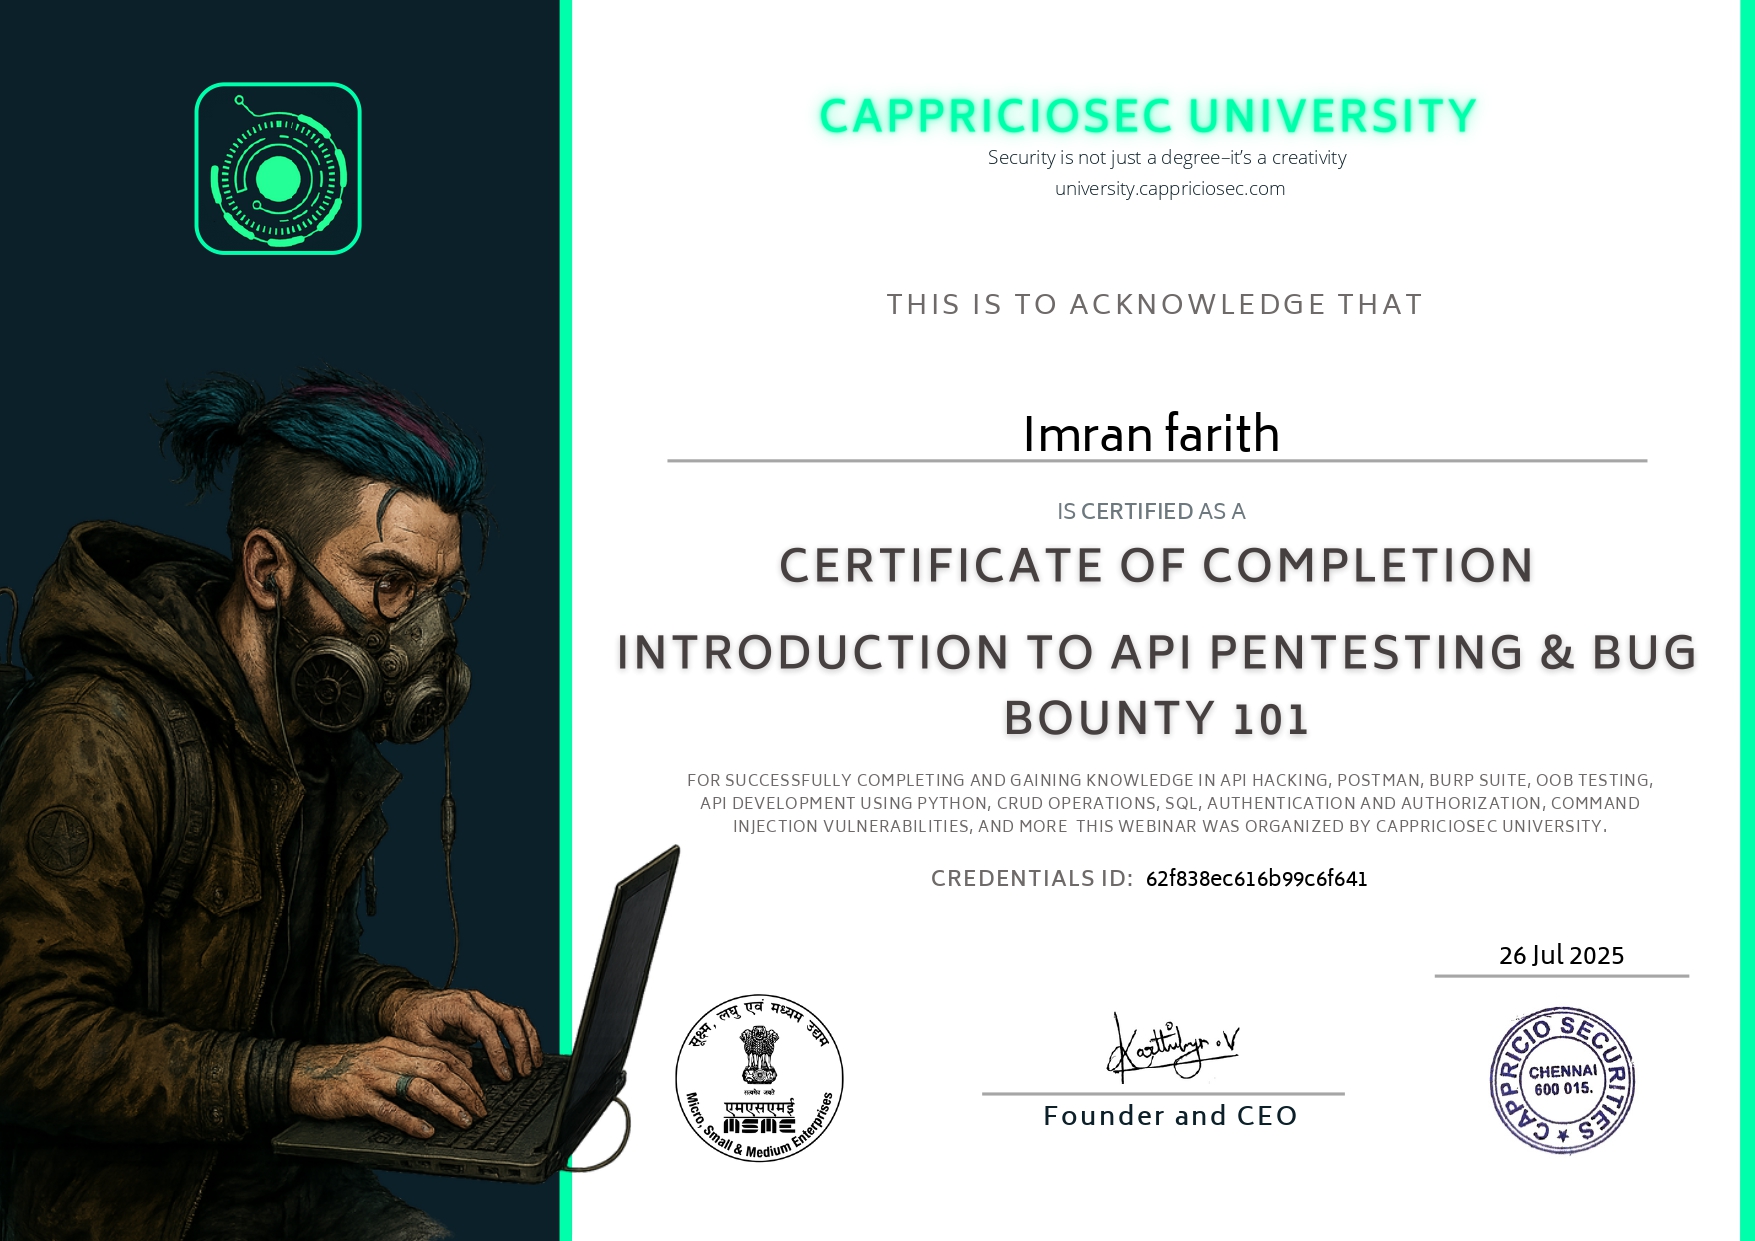 CAPPRICIOSEC UNIVERSITY
Security is not just a degree–it's a creativity
university.cappriciosec.com
THIS IS TO ACKNOWLEDGE THAT
Imran farith
IS CERTIFIED AS A
CERTIFICATE OF COMPLETION
INTRODUCTION TO API PENTESTING & BUG
BOUNTY 101
FOR SUCCESSFULLY COMPLETING AND GAINING KNOWLEDGE IN API HACKING, POSTMAN, BURP SUITE, OOB TESTING,
API DEVELOPMENT USING PYTHON, CRUD OPERATIONS, SQL, AUTHENTICATION AND AUTHORIZATION, COMMAND
INJECTION VULNERABILITIES, AND MORE THIS WEBINAR WAS ORGANIZED BY CAPPRICIOSEC UNIVERSITY.
CREDENTIALS ID: 62f838ec616b99c6f641
26 Jul 2025
सूक्ष्म, लघु एवं मध्यम उद्यम
सत्यमेव जयते
एमएसएमई
MSME
Micro, Small & Medium Enterprises
Founder and CEO
CAPPRICIO SECURITIES
CHENNAI
600 015.